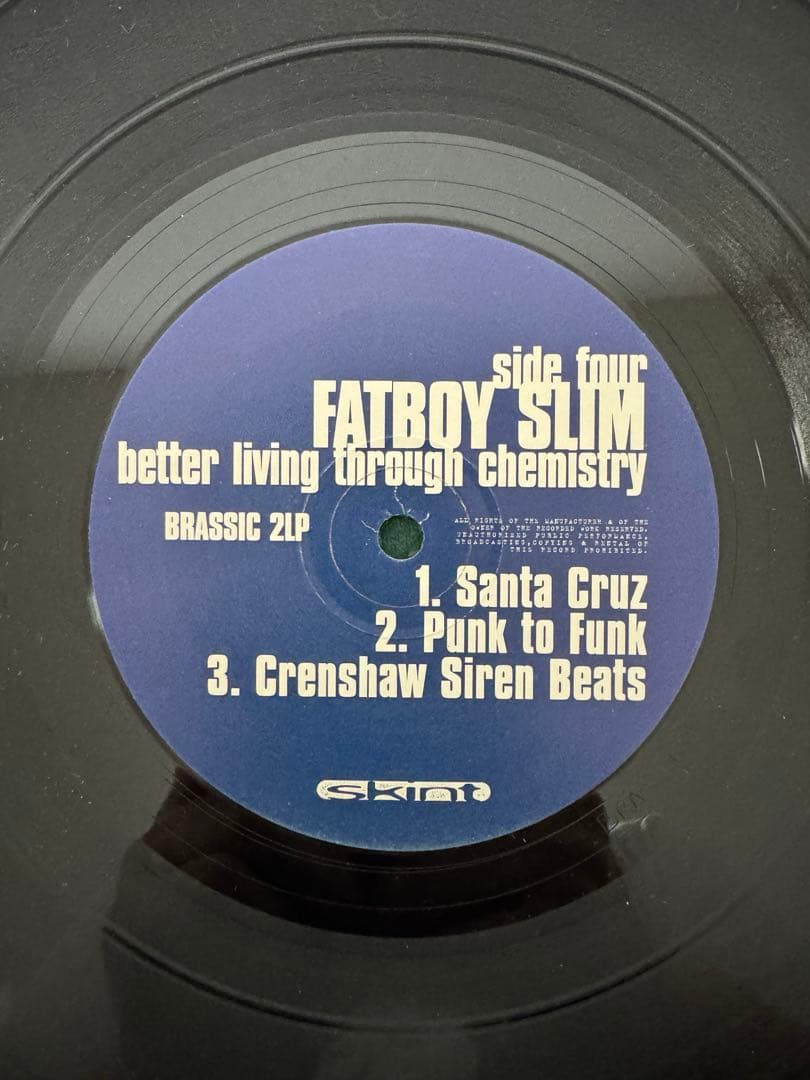 side four
FATBOY SLIM
better living through chemistry
BRASSIC 2LP
ALL RIGHTS OF THE MANUFACTURER & OF THE
OWNER OF THE RECORDED WORK RESERVED.
UNAUTHORIZED PUBLIC PERFORMANCE,
BROADCASTING,COPYING & RENTAL OF
THIS RECORD PROHIBITED.
1. Santa Cruz
2. Punk to Funk
3. Crenshaw Siren Beats
skint